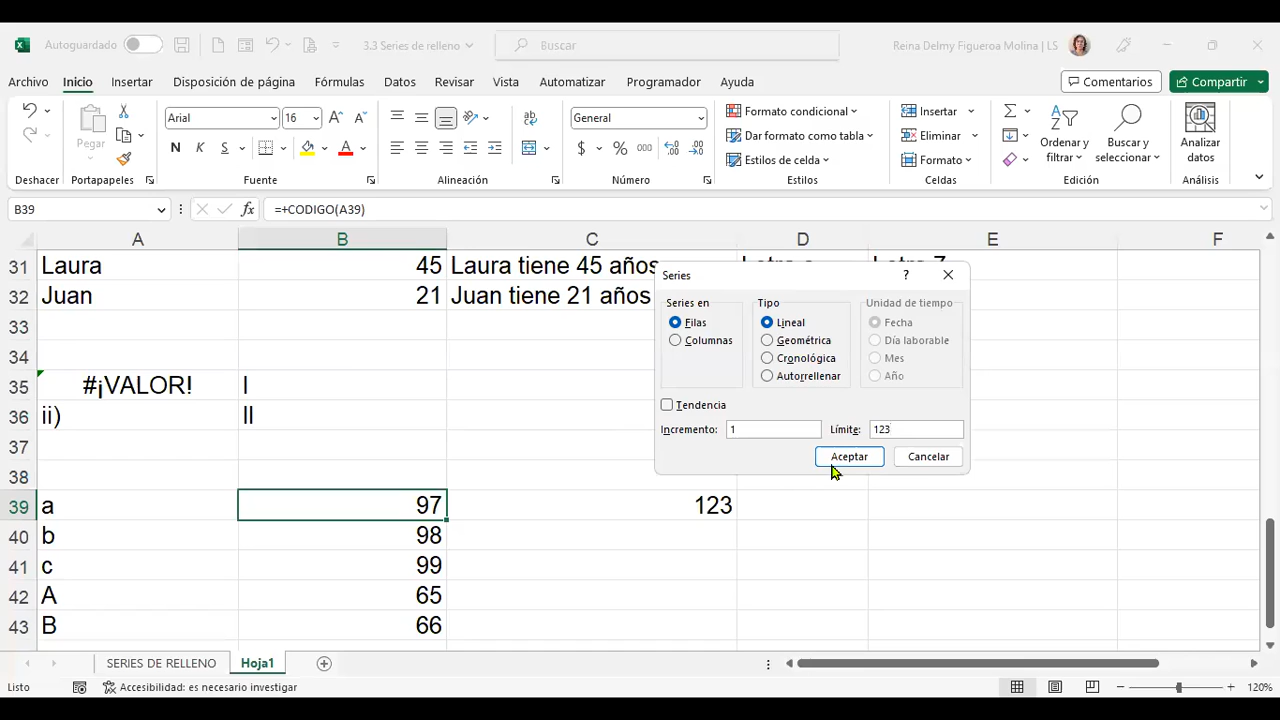 Autoguardado
3.3 Series de relleno
Buscar
Reina Delmy Figueroa Molina | LS
Archivo Inicio Insertar Disposición de página Fórmulas Datos Revisar Vista Automatizar Programador Ayuda
Comentarios Compartir
Pegar
Arial 16
N K S
General
$ % 000
Formato condicional
Dar formato como tabla
Estilos de celda
Insertar
Eliminar
Formato
Ordenar y filtrar
Buscar y seleccionar
Analizar datos
Deshacer Portapapeles Fuente Alineación Número Estilos Celdas Edición Análisis
B39 fx =+CODIGO(A39)
A B C D E F
31 Laura 45 Laura tiene 45 años
32 Juan 21 Juan tiene 21 años
33
34
35 #¡VALOR! I
36 ii) II
37
38
39 a 97 123
40 b 98
41 c 99
42 A 65
43 B 66
Series ?
Series en Tipo Unidad de tiempo
Filas Lineal Fecha
Columnas Geométrica Día laborable
Cronológica Mes
Autorrellenar Año
Tendencia
Incremento: 1 Límite: 123
Aceptar Cancelar
SERIES DE RELLENO Hoja1
Listo Accesibilidad: es necesario investigar 120%